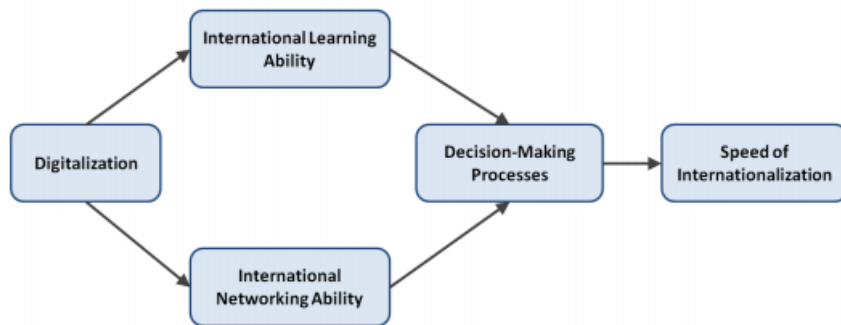 International Learning
Ability
Digitalization
Decision-Making
Processes
Speed of
Internationalization
International
Networking Ability